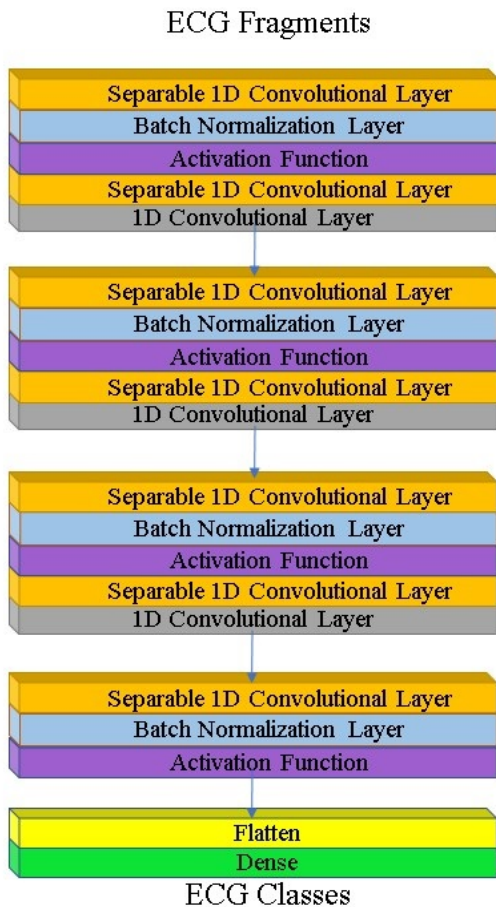 ECG Fragments
Separable 1D Convolutional Layer
Batch Normalization Layer
Activation Function
Separable 1D Convolutional Layer
1D Convolutional Layer
Separable 1D Convolutional Layer
Batch Normalization Layer
Activation Function
Separable 1D Convolutional Layer
1D Convolutional Layer
Separable 1D Convolutional Layer
Batch Normalization Layer
Activation Function
Separable 1D Convolutional Layer
1D Convolutional Layer
Separable 1D Convolutional Layer
Batch Normalization Layer
Activation Function
Flatten
Dense
ECG Classes